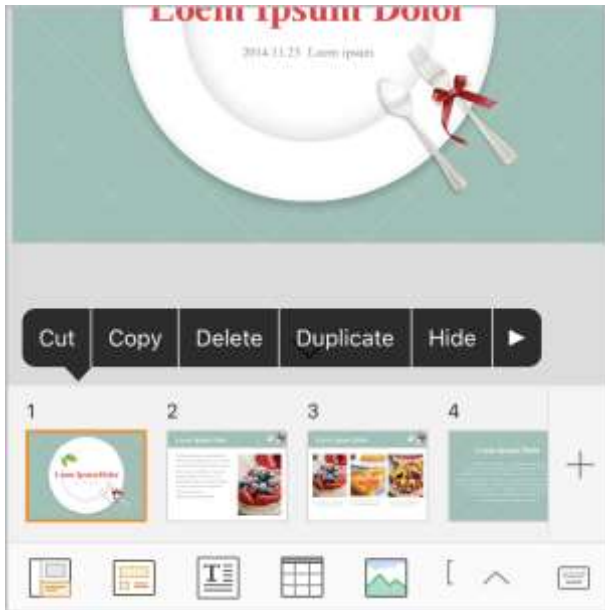 Loem Ipsum Dolor
2014.11.23 Lorem ipsum
Cut Copy Delete Duplicate Hide
1 2 3 4
T